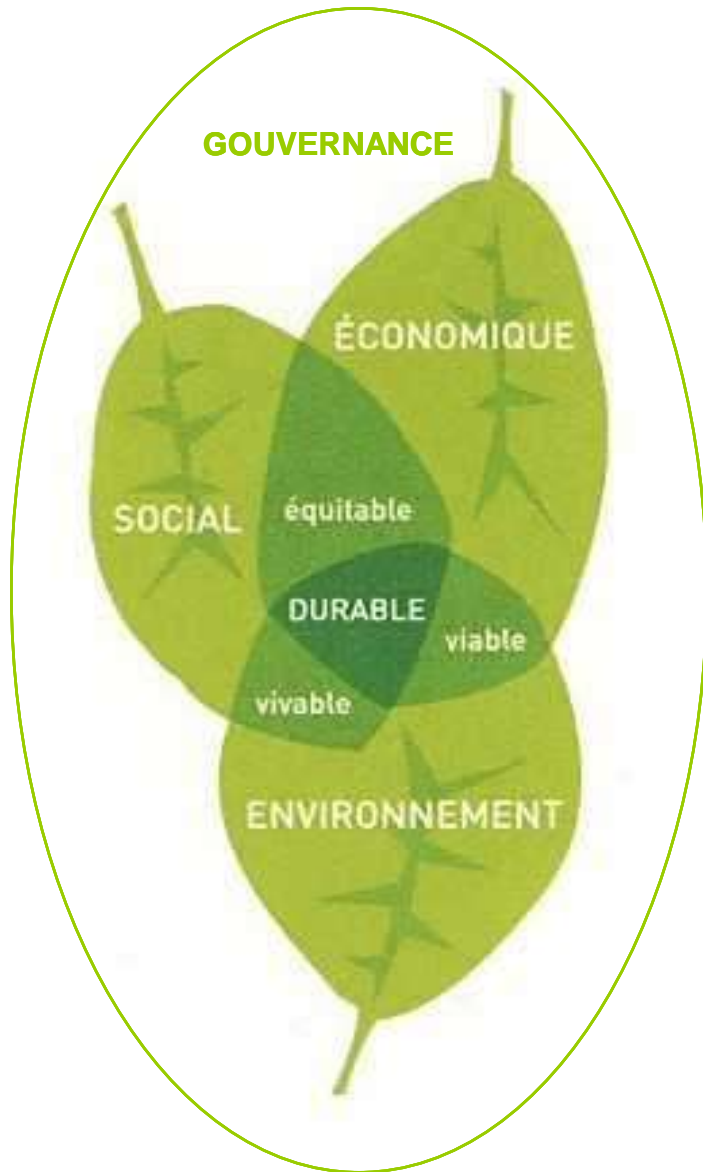 GOUVERNANCE
ÉCONOMIQUE
SOCIAL
équitable
DURABLE
viable
vivable
ENVIRONNEMENT